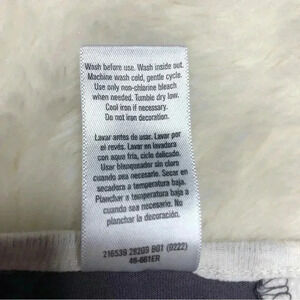 Wash before use. Wash inside out.
Machine wash cold, gentle cycle.
Use only non-chlorine bleach
when needed. Tumble dry low.
Cool iron if necessary.
Do not iron decoration.
Lavar antes de usar. Lavar por
el revés. Lavar en lavadora
con agua fría, ciclo delicado.
Usar blanqueador sin cloro
cuando sea necesario. Secar en
secadora a temperatura baja.
Planchar a temperatura baja
cuando sea necesario. No
planchar la decoración.
216539 28209 901 (0222)
46-661ER